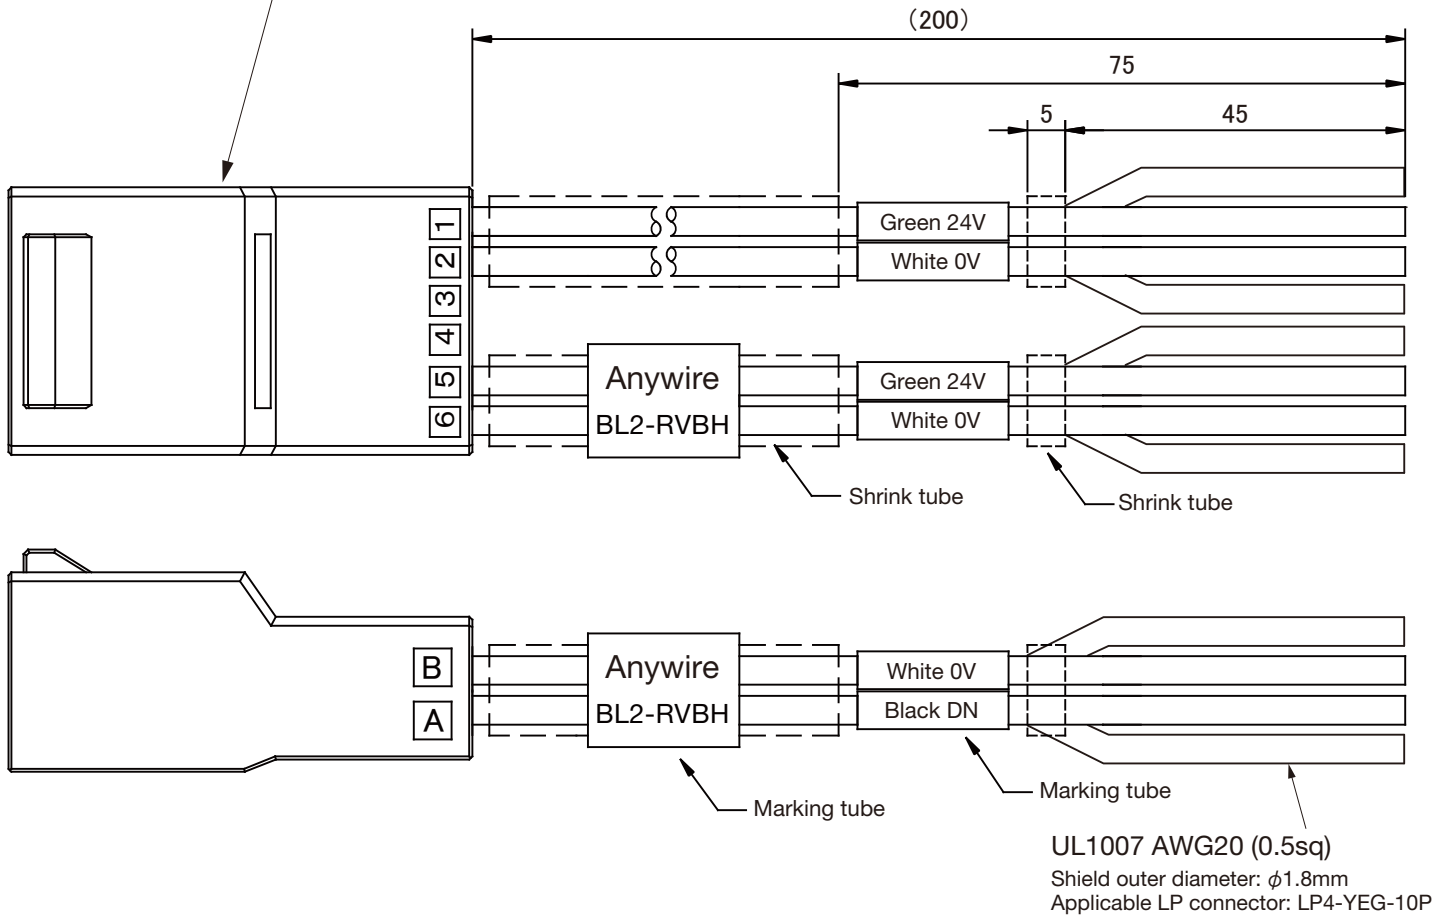 (200)
75
5
45
1
Green 24V
2
White 0V
3
4
5
Anywire
Green 24V
6
BL2-RVBH
White 0V
Shrink tube
Shrink tube
B
Anywire
White 0V
A
BL2-RVBH
Black DN
Marking tube
Marking tube
UL1007 AWG20 (0.5sq)
Shield outer diameter: ϕ1.8mm
Applicable LP connector: LP4-YEG-10P